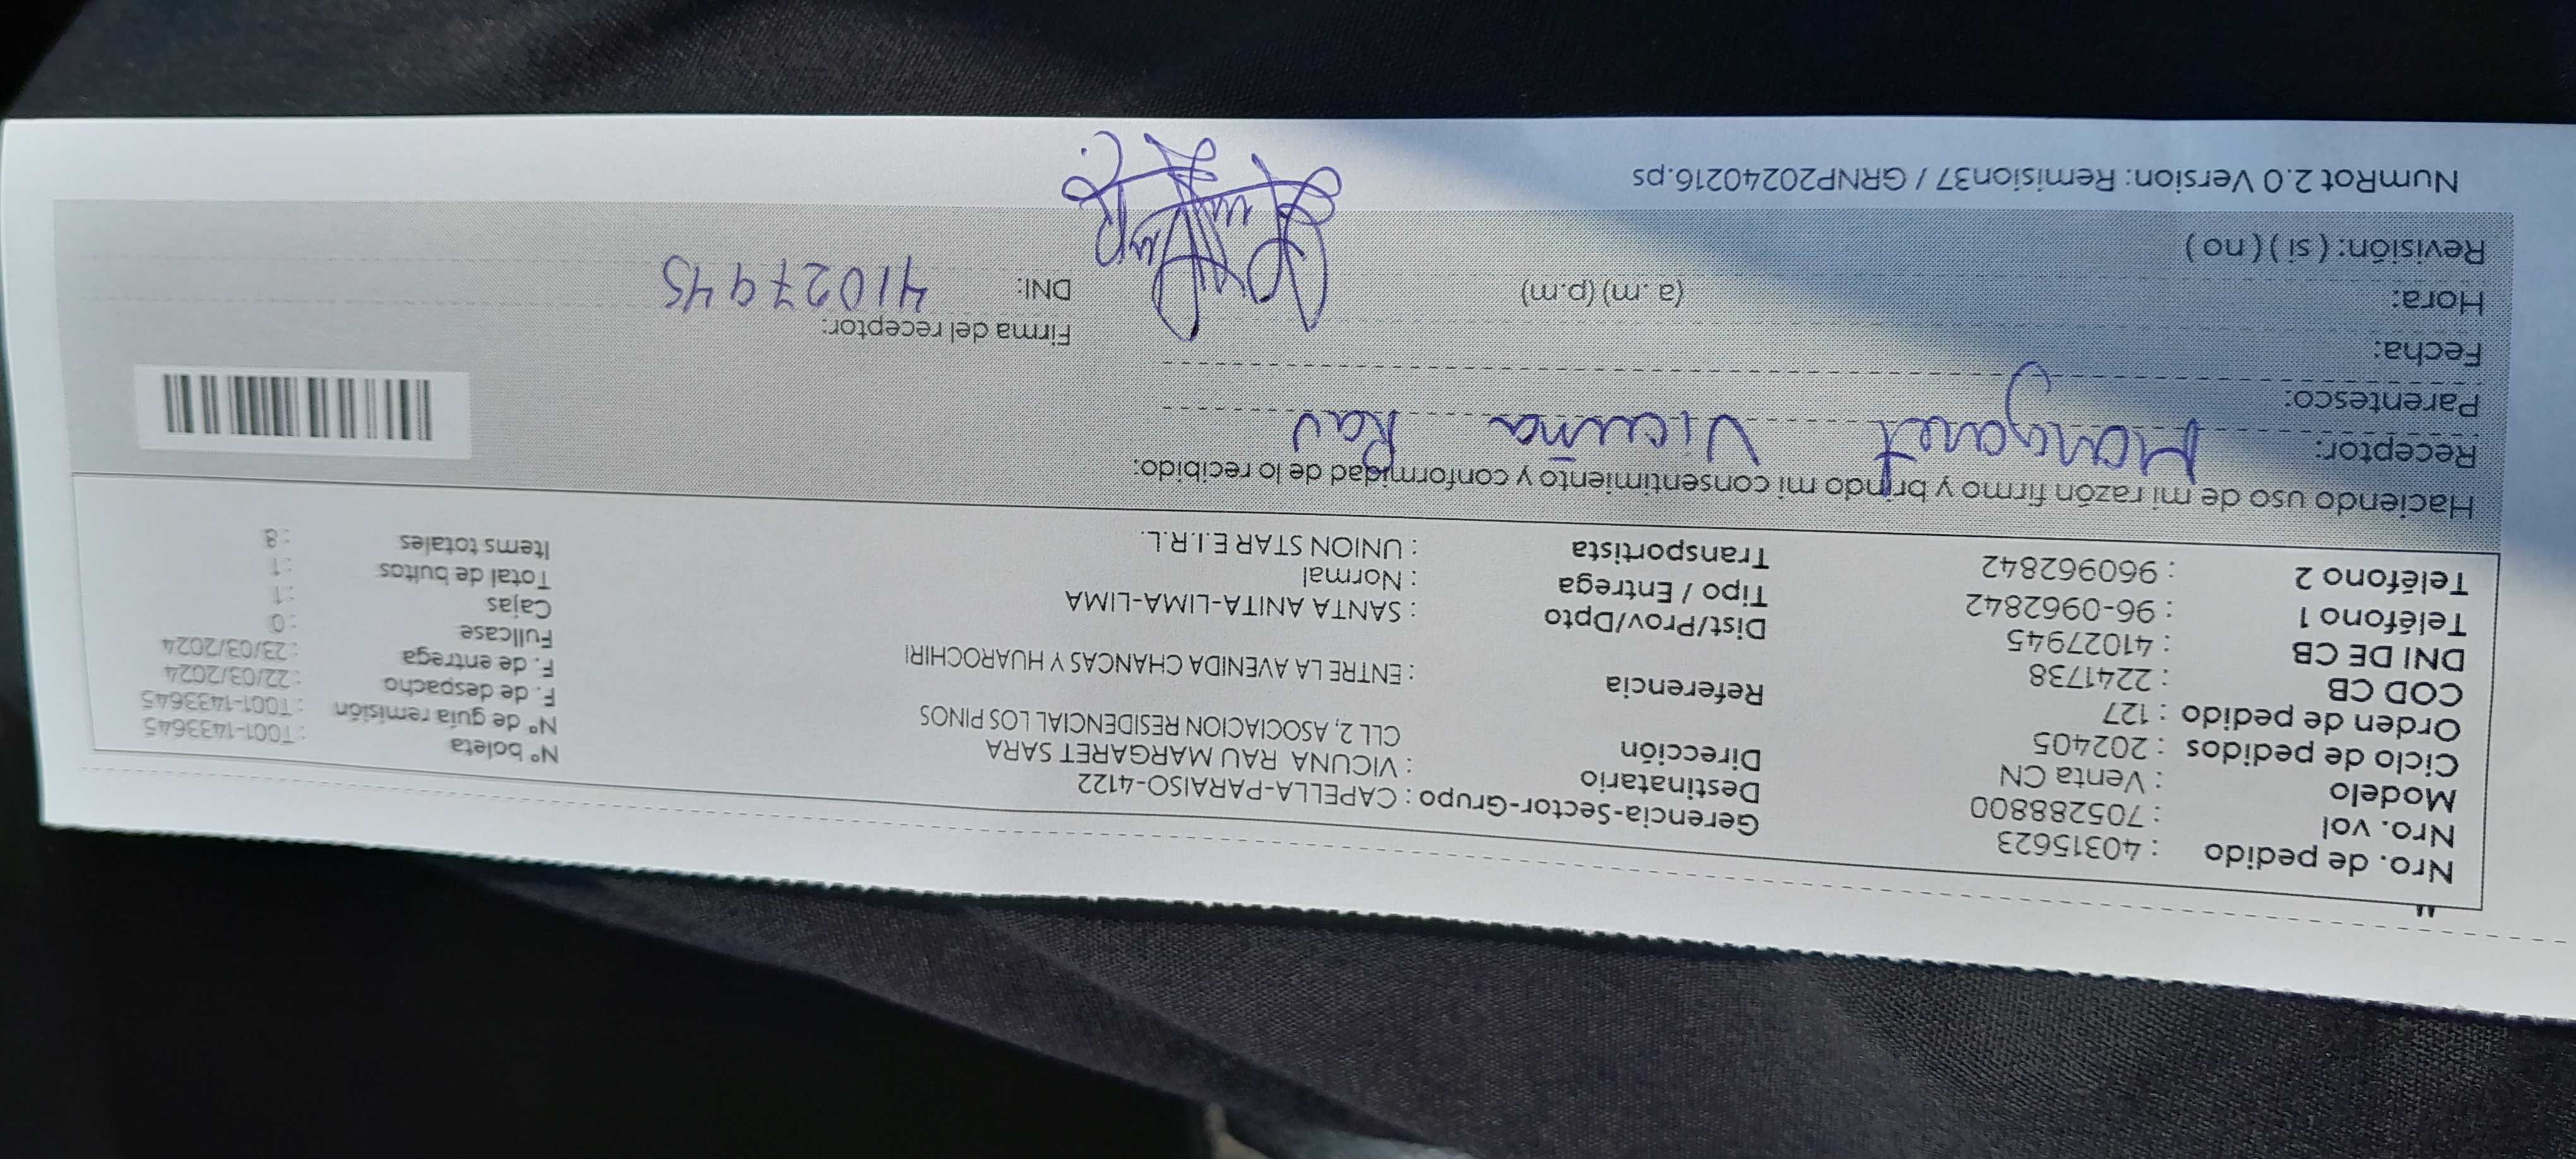 Nro. de pedido : 40315623
Nro. vol : 705288800
Modelo : Venta CN
Ciclo de pedidos : 202405
Orden de pedido : 127
COD CB : 2241738
DNI DE CB : 41027945
Teléfono 1 : 96-0962842
Teléfono 2 : 960962842
Gerencia-Sector-Grupo : CAPELLA-PARAISO-4122
Destinatario : VICUNA RAU MARGARET SARA
Dirección CLL 2, ASOCIACION RESIDENCIAL LOS PINOS
Referencia : ENTRE LA AVENIDA CHANCAS Y HUAROCHIRI
Dist/Prov/Dpto : SANTA ANITA-LIMA-LIMA
Tipo / Entrega : Normal
Transportista : UNION STAR E.I.R.L.
N° boleta : T001-1433645
N° de guía remisión : T001-1433645
F. de despacho : 22/03/2024
F. de entrega : 23/03/2024
Fullcase : 0
Cajas : 1
Total de bultos : 1
Items totales : 8
Haciendo uso de mi razón firmo y brindo mi consentimiento y conformidad de lo recibido:
Receptor: Margaret Vicuña Rau
Parentesco:
Fecha:
Hora: (a .m) (p.m)
Revisión: ( si ) ( no )
Firma del receptor:
DNI: 41027945
NumRot 2.0 Version: Remision37 / GRNP20240216.ps